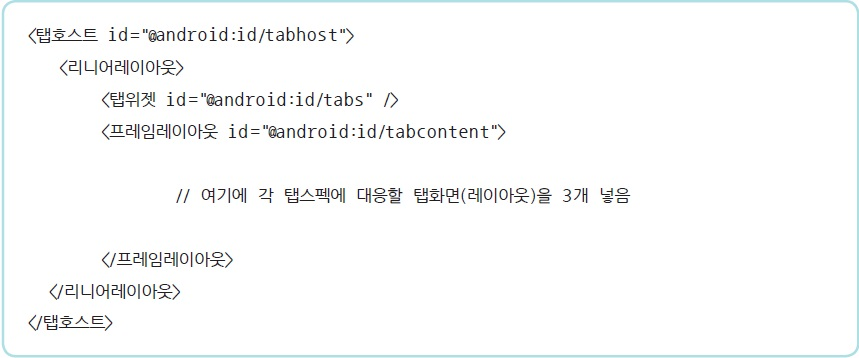 <탭호스트 id="@android:id/tabhost">
<리니어레이아웃>
<탭위젯 id="@android:id/tabs" />
<프레임레이아웃 id="@android:id/tabcontent">
// 여기에 각 탭스펙에 대응할 탭화면(레이아웃)을 3개 넣음
</프레임레이아웃>
</리니어레이아웃>
</탭호스트>